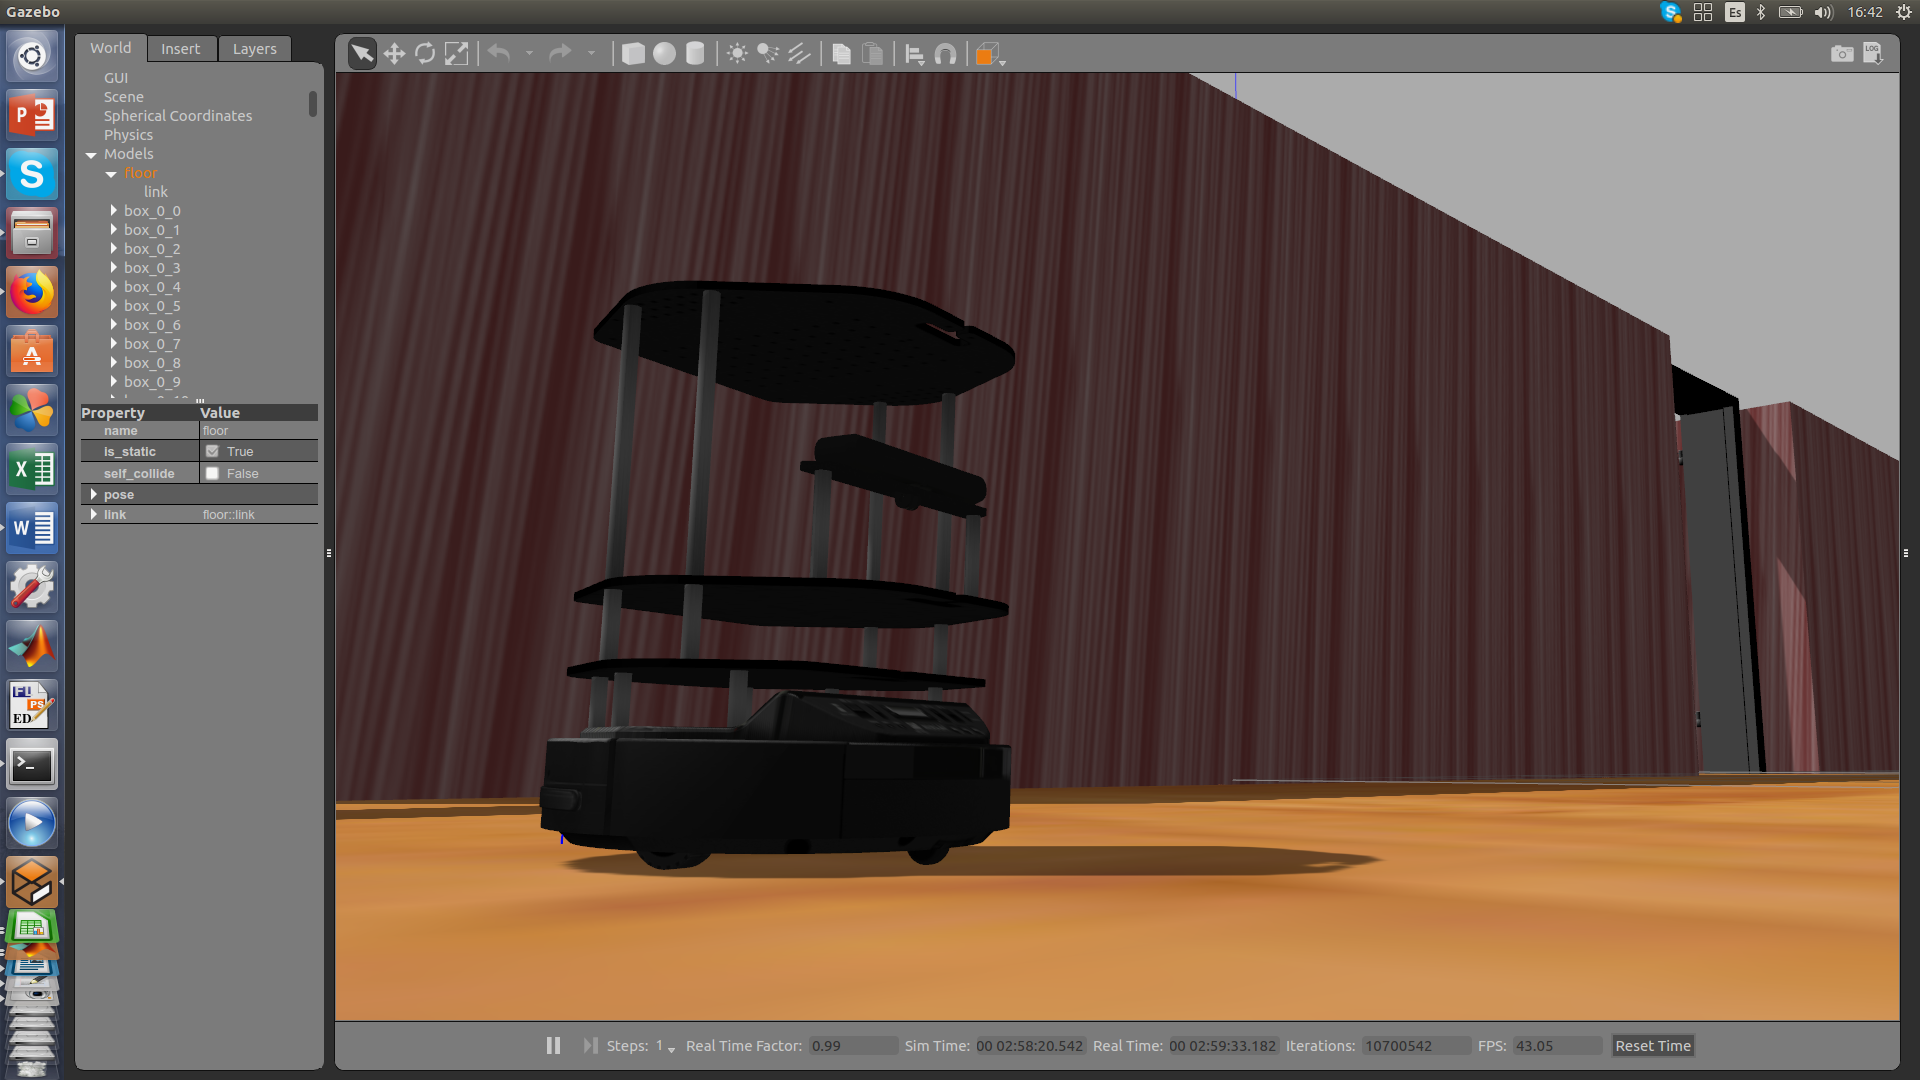 Gazebo
Es
16:42
World
Insert
Layers
LOG
GUI
Scene
Spherical Coordinates
Physics
Models
floor
link
box_0_0
box_0_1
box_0_2
box_0_3
box_0_4
box_0_5
box_0_6
box_0_7
box_0_8
box_0_9
Property Value
name floor
is_static True
self_collide False
pose
link floor::link
Steps: 1 Real Time Factor: 0.99 Sim Time: 00 02:58:20.542 Real Time: 00 02:59:33.182 Iterations: 10700542 FPS: 43.05 Reset Time